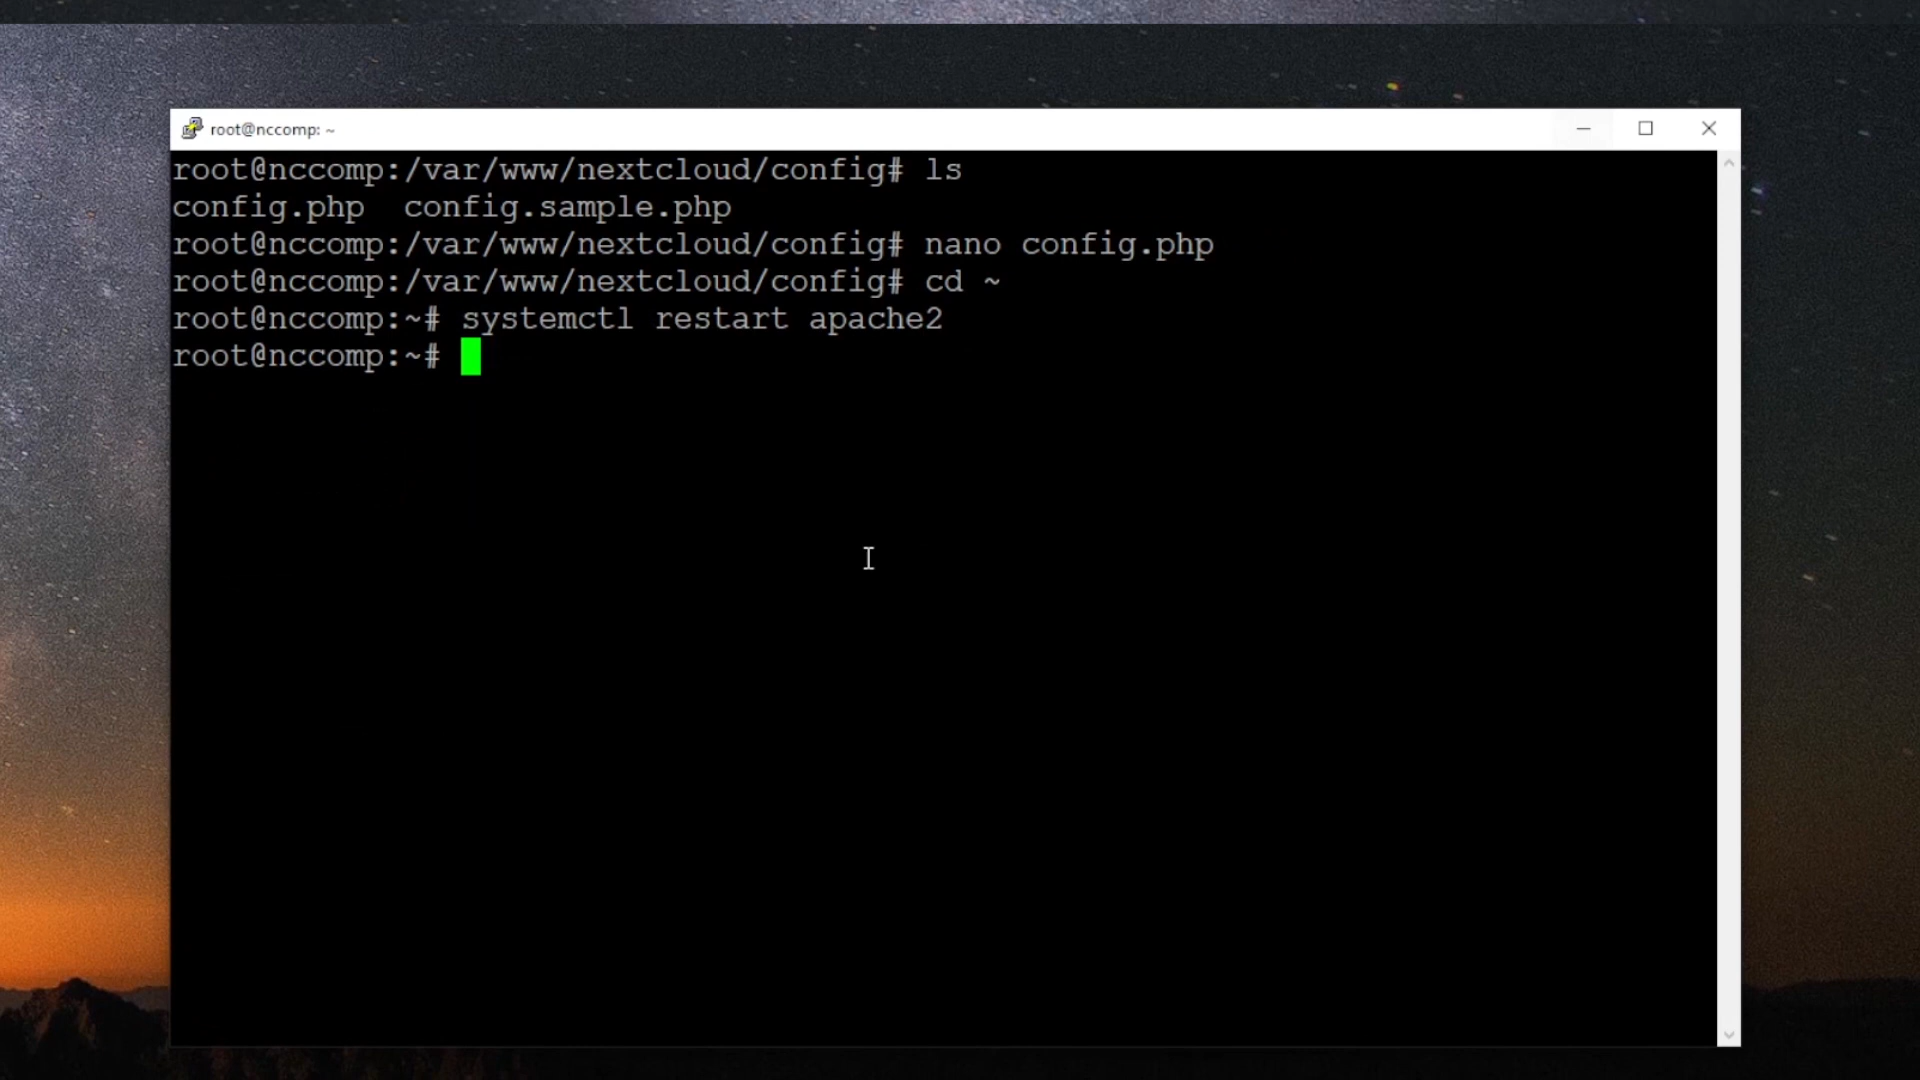 root@nccomp: ~
root@nccomp:/var/www/nextcloud/config# ls
config.php  config.sample.php
root@nccomp:/var/www/nextcloud/config# nano config.php
root@nccomp:/var/www/nextcloud/config# cd ~
root@nccomp:~# systemctl restart apache2
root@nccomp:~#